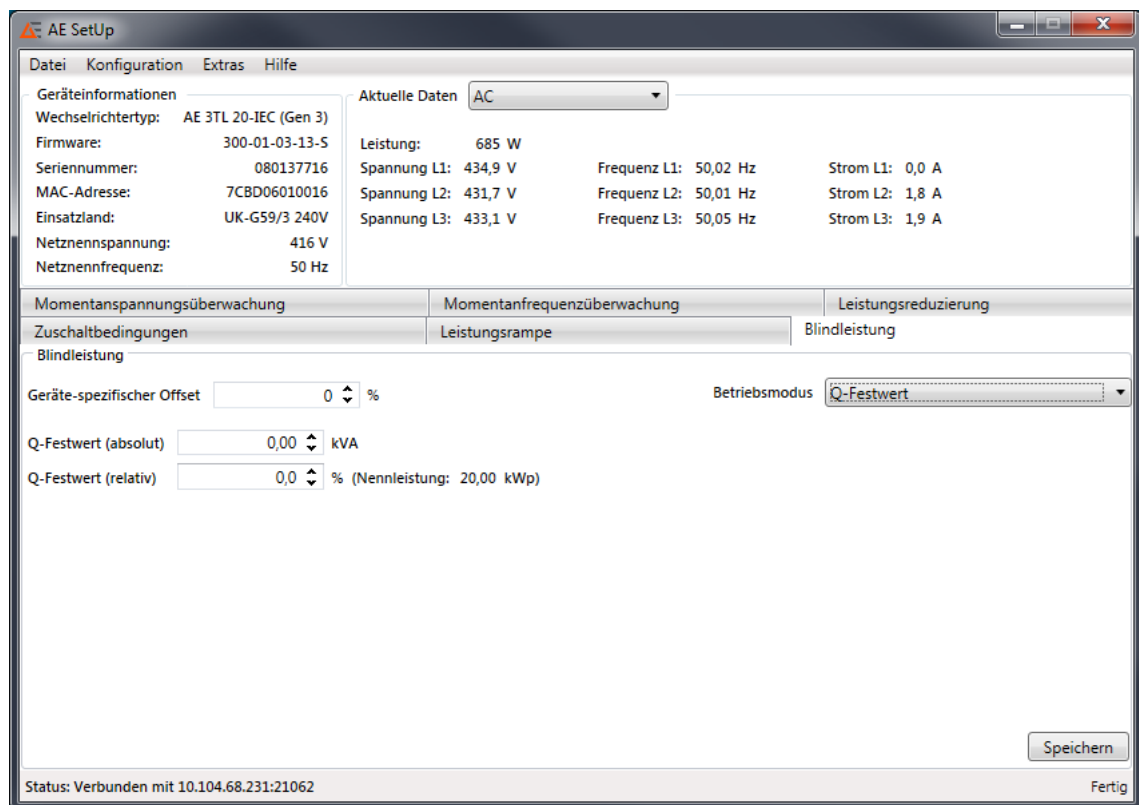 AE SetUp
Datei Konfiguration Extras Hilfe
Geräteinformationen
Wechselrichtertyp: AE 3TL 20-IEC (Gen 3)
Firmware: 300-01-03-13-S
Seriennummer: 080137716
MAC-Adresse: 7CBD06010016
Einsatzland: UK-G59/3 240V
Netznennspannung: 416 V
Netznennfrequenz: 50 Hz
Aktuelle Daten AC
Leistung: 685 W
Spannung L1: 434,9 V Frequenz L1: 50,02 Hz Strom L1: 0,0 A
Spannung L2: 431,7 V Frequenz L2: 50,01 Hz Strom L2: 1,8 A
Spannung L3: 433,1 V Frequenz L3: 50,05 Hz Strom L3: 1,9 A
Momentanspannungsüberwachung Momentanfrequenzüberwachung Leistungsreduzierung
Zuschaltbedingungen Leistungsrampe Blindleistung
Blindleistung
Geräte-spezifischer Offset 0 % Betriebsmodus Q-Festwert
Q-Festwert (absolut) 0,00 kVA
Q-Festwert (relativ) 0,0 % (Nennleistung: 20,00 kWp)
Speichern
Status: Verbunden mit 10.104.68.231:21062 Fertig